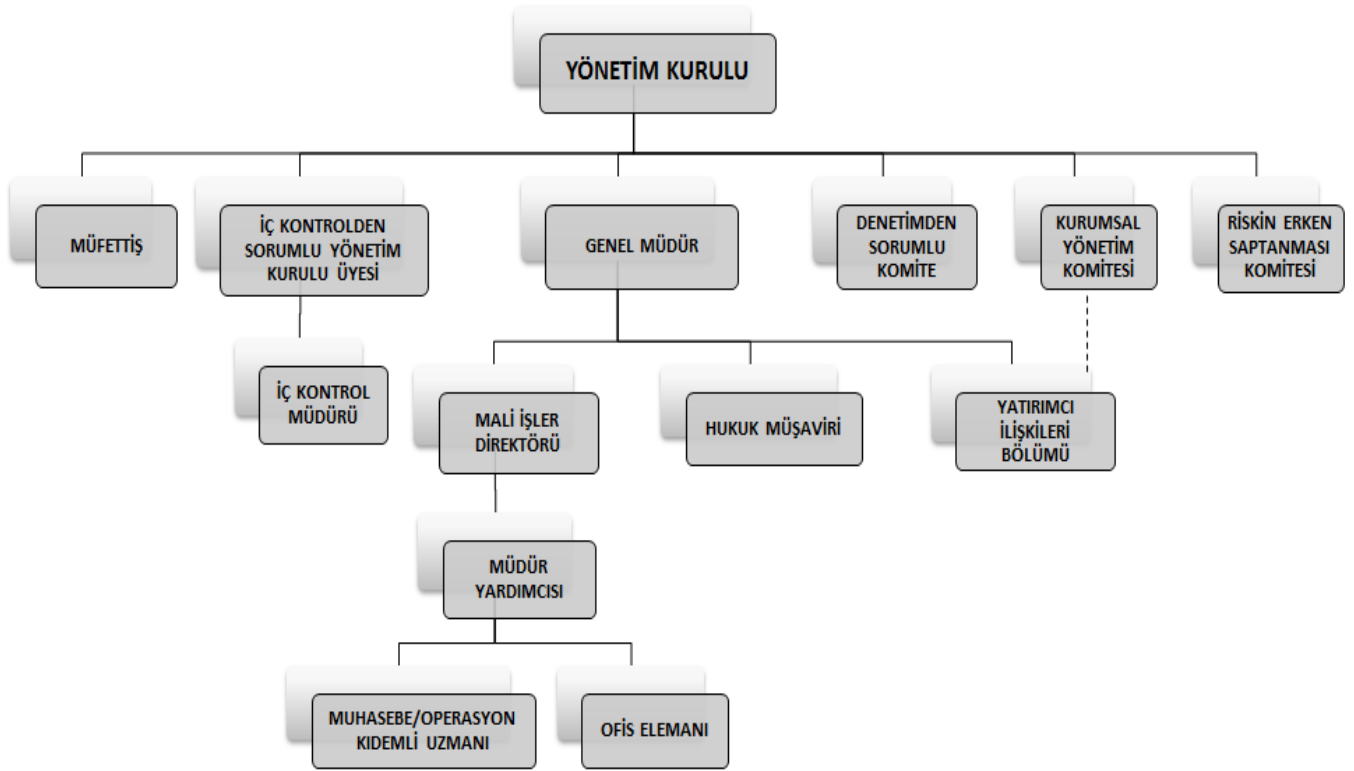 YÖNETİM KURULU
MÜFETTİŞ
İÇ KONTROLDEN
SORUMLU YÖNETİM
KURULU ÜYESİ
GENEL MÜDÜR
DENETİMDEN
SORUMLU
KOMİTE
KURUMSAL
YÖNETİM
KOMİTESİ
RİSKİN ERKEN
SAPTANMASI
KOMİTESİ
İÇ KONTROL
MÜDÜRÜ
MALİ İŞLER
DİREKTÖRÜ
HUKUK MÜŞAVİRİ
YATIRIMCI
İLİŞKİLERİ
BÖLÜMÜ
MÜDÜR
YARDIMCISI
MUHASEBE/OPERASYON
KIDEMLİ UZMANI
OFİS ELEMANI